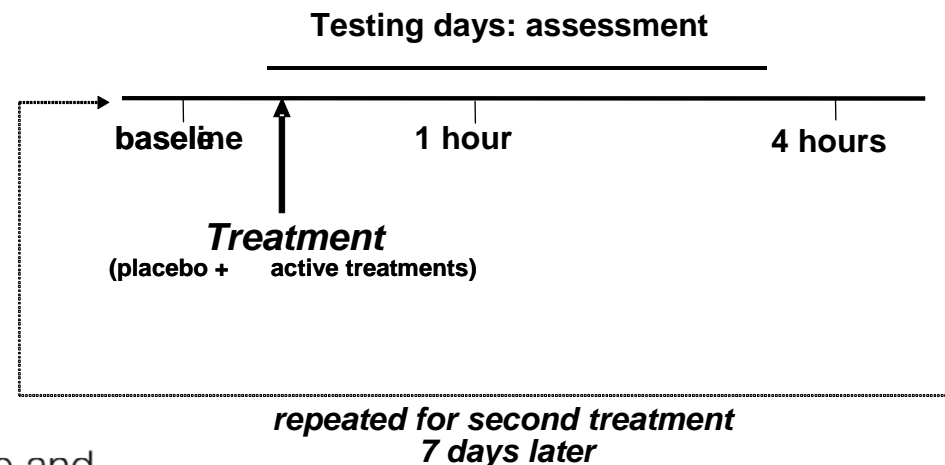 Testing days: assessment
baseline 1 hour 4 hours
Treatment
(placebo + active treatments)
repeated for second treatment
7 days later
and